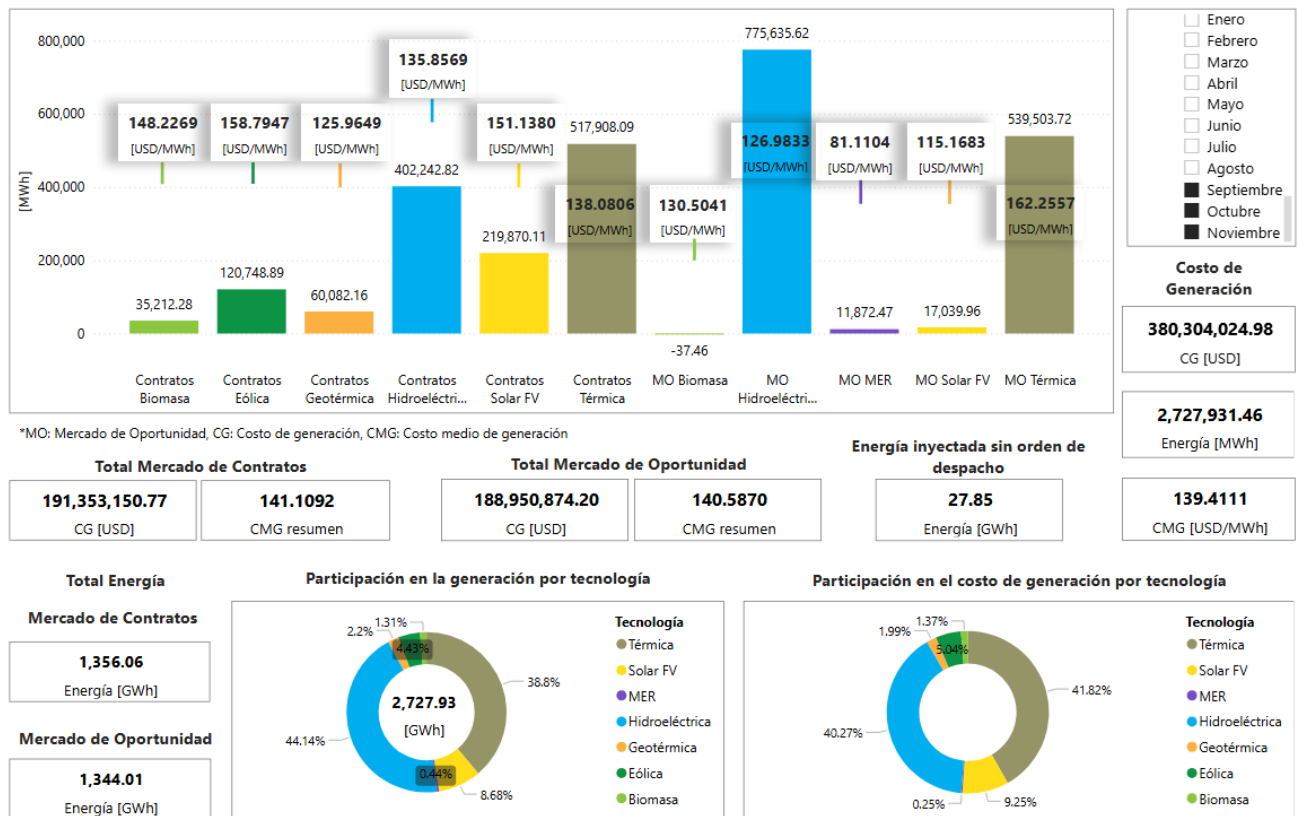 800,000
600,000
400,000
200,000
0
[MWh]
148.2269
[USD/MWh]
158.7947
[USD/MWh]
125.9649
[USD/MWh]
135.8569
[USD/MWh]
151.1380
[USD/MWh]
138.0806
[USD/MWh]
130.5041
[USD/MWh]
126.9833
[USD/MWh]
81.1104
[USD/MWh]
115.1683
[USD/MWh]
162.2557
[USD/MWh]
35,212.28
120,748.89
60,082.16
402,242.82
219,870.11
517,908.09
-37.46
775,635.62
11,872.47
17,039.96
539,503.72
Contratos
Biomasa
Contratos
Eólica
Contratos
Geotérmica
Contratos
Hidroeléctri...
Contratos
Solar FV
Contratos
Térmica
MO Biomasa
MO
Hidroeléctri...
MO MER
MO Solar FV
MO Térmica
Enero
Febrero
Marzo
Abril
Mayo
Junio
Julio
Agosto
Septiembre
Octubre
Noviembre
Costo de
Generación
380,304,024.98
CG [USD]
2,727,931.46
Energía [MWh]
139.4111
CMG [USD/MWh]
*MO: Mercado de Oportunidad, CG: Costo de generación, CMG: Costo medio de generación
Total Mercado de Contratos
191,353,150.77
CG [USD]
141.1092
CMG resumen
Total Mercado de Oportunidad
188,950,874.20
CG [USD]
140.5870
CMG resumen
Energía inyectada sin orden de
despacho
27.85
Energía [GWh]
Total Energía
Mercado de Contratos
1,356.06
Energía [GWh]
Mercado de Oportunidad
1,344.01
Energía [GWh]
Participación en la generación por tecnología
1.31%
2.2%
4.43%
38.8%
2,727.93
[GWh]
44.14%
0.44%
8.68%
Tecnología
Térmica
Solar FV
MER
Hidroeléctrica
Geotérmica
Eólica
Biomasa
Participación en el costo de generación por tecnología
1.37%
1.99%
5.04%
41.82%
40.27%
0.25%
9.25%
Tecnología
Térmica
Solar FV
MER
Hidroeléctrica
Geotérmica
Eólica
Biomasa